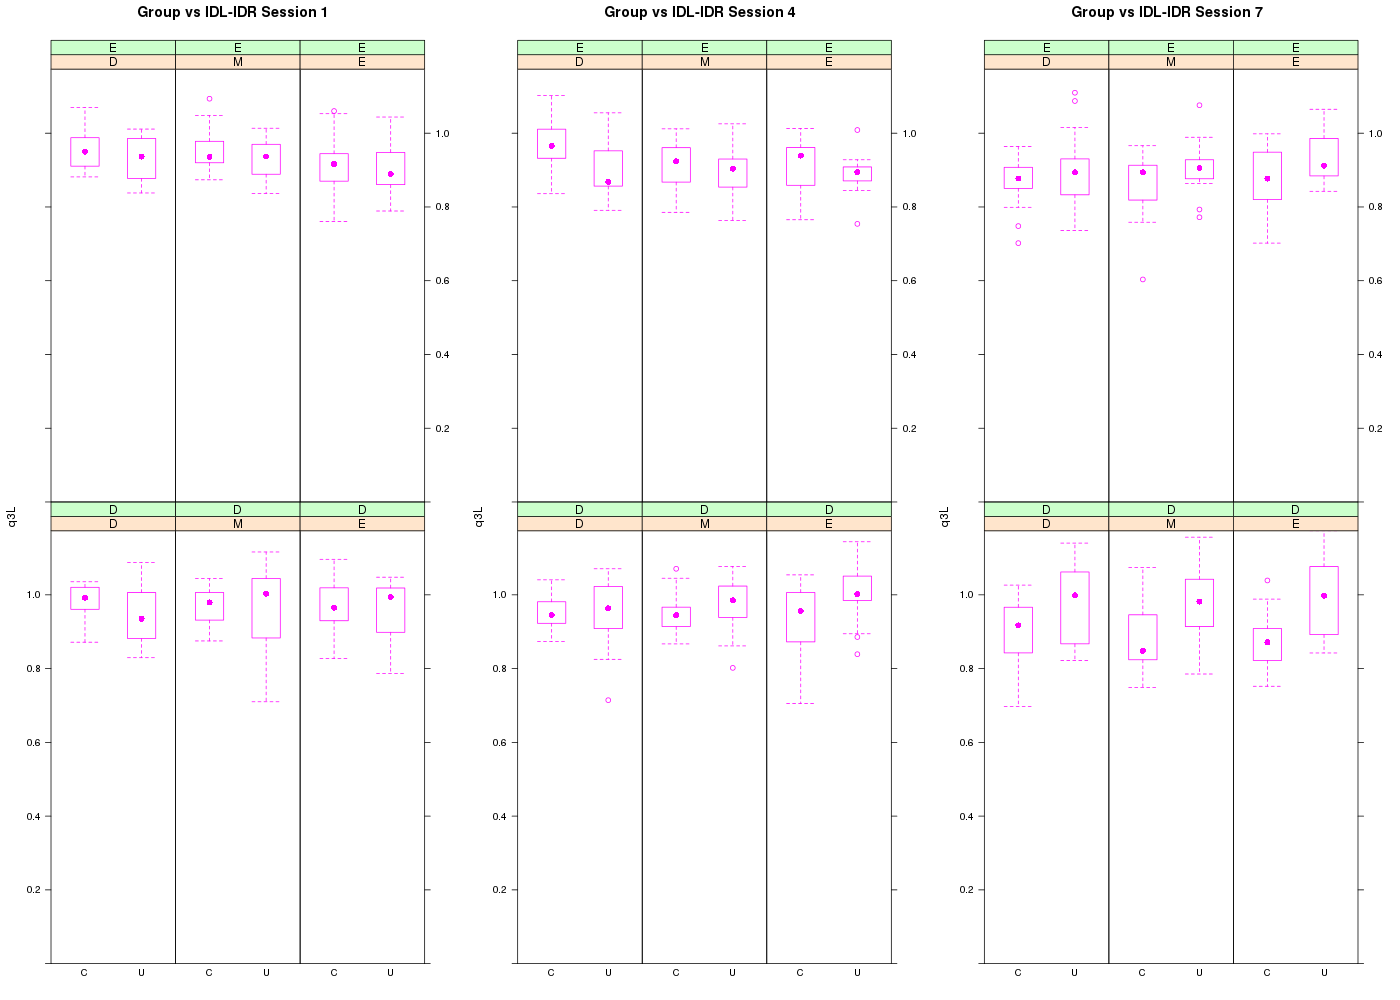 Group vs IDL-IDR Session 1
Group vs IDL-IDR Session 4
Group vs IDL-IDR Session 7
E E E E E E E E E
D M E D M E D M E
1.0 1.0 1.0
0.8 0.8 0.8
0.6 0.6 0.6
0.4 0.4 0.4
0.2 0.2 0.2
q3L q3L q3L
D D D D D D D D D
D M E D M E D M E
1.0 1.0 1.0
0.8 0.8 0.8
0.6 0.6 0.6
0.4 0.4 0.4
0.2 0.2 0.2
C U C U C U C U C U C U C U C U C U